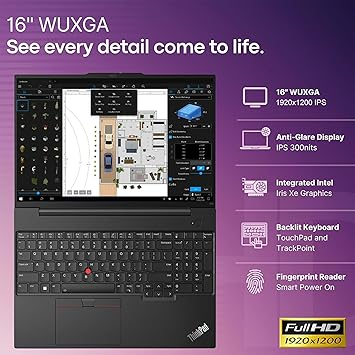 16" WUXGA
See every detail come to life.
16" WUXGA
1920x1200 IPS
Anti-Glare Display
IPS 300nits
Integrated Intel
Iris Xe Graphics
Backlit Keyboard
TouchPad and
TrackPoint
Fingerprint Reader
Smart Power On
ThinkPad
Full HD
1920x1200